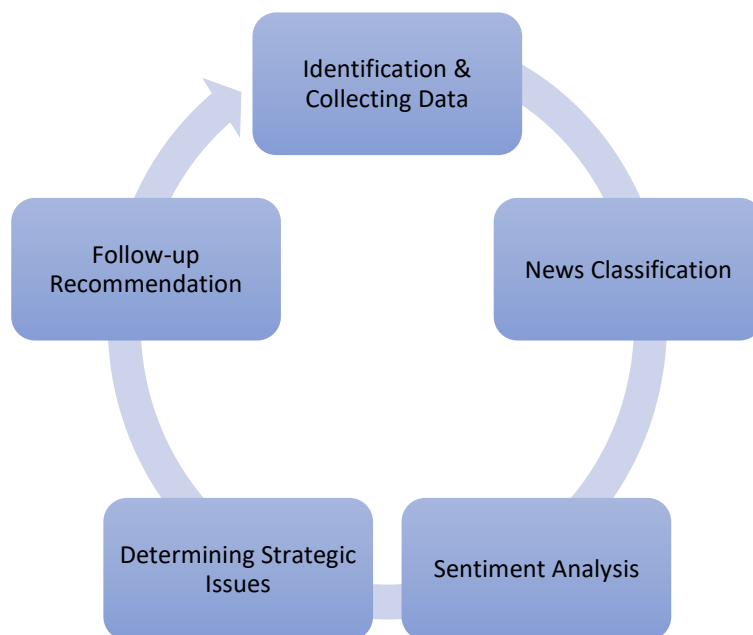 Identification &
Collecting Data
News Classification
Sentiment Analysis
Determining Strategic
Issues
Follow-up
Recommendation